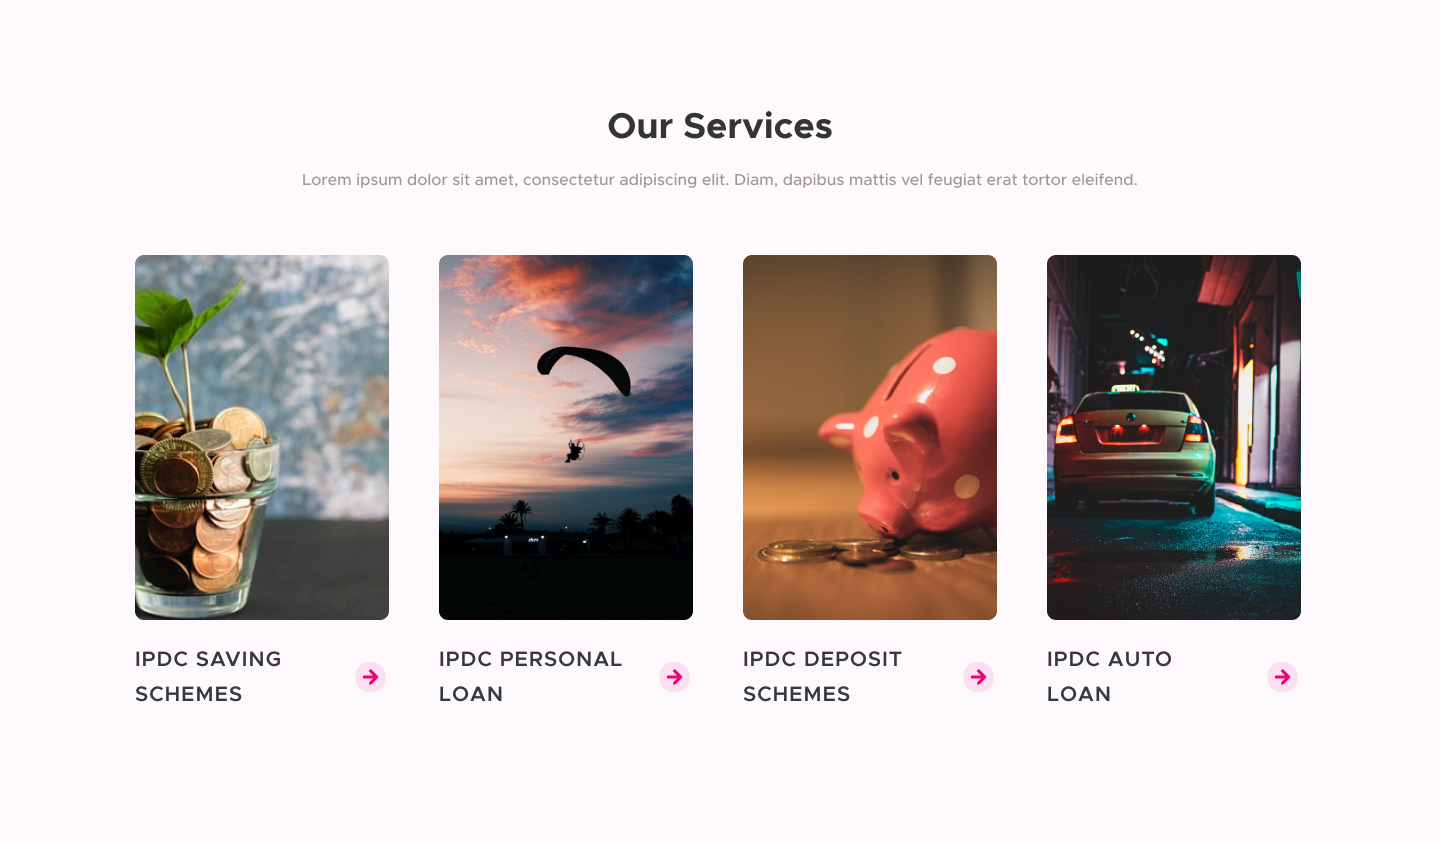 Our Services
Lorem ipsum dolor sit amet, consectetur adipiscing elit. Diam, dapibus mattis vel feugiat erat tortor eleifend.
IPDC SAVING
SCHEMES
IPDC PERSONAL
LOAN
IPDC DEPOSIT
SCHEMES
IPDC AUTO
LOAN